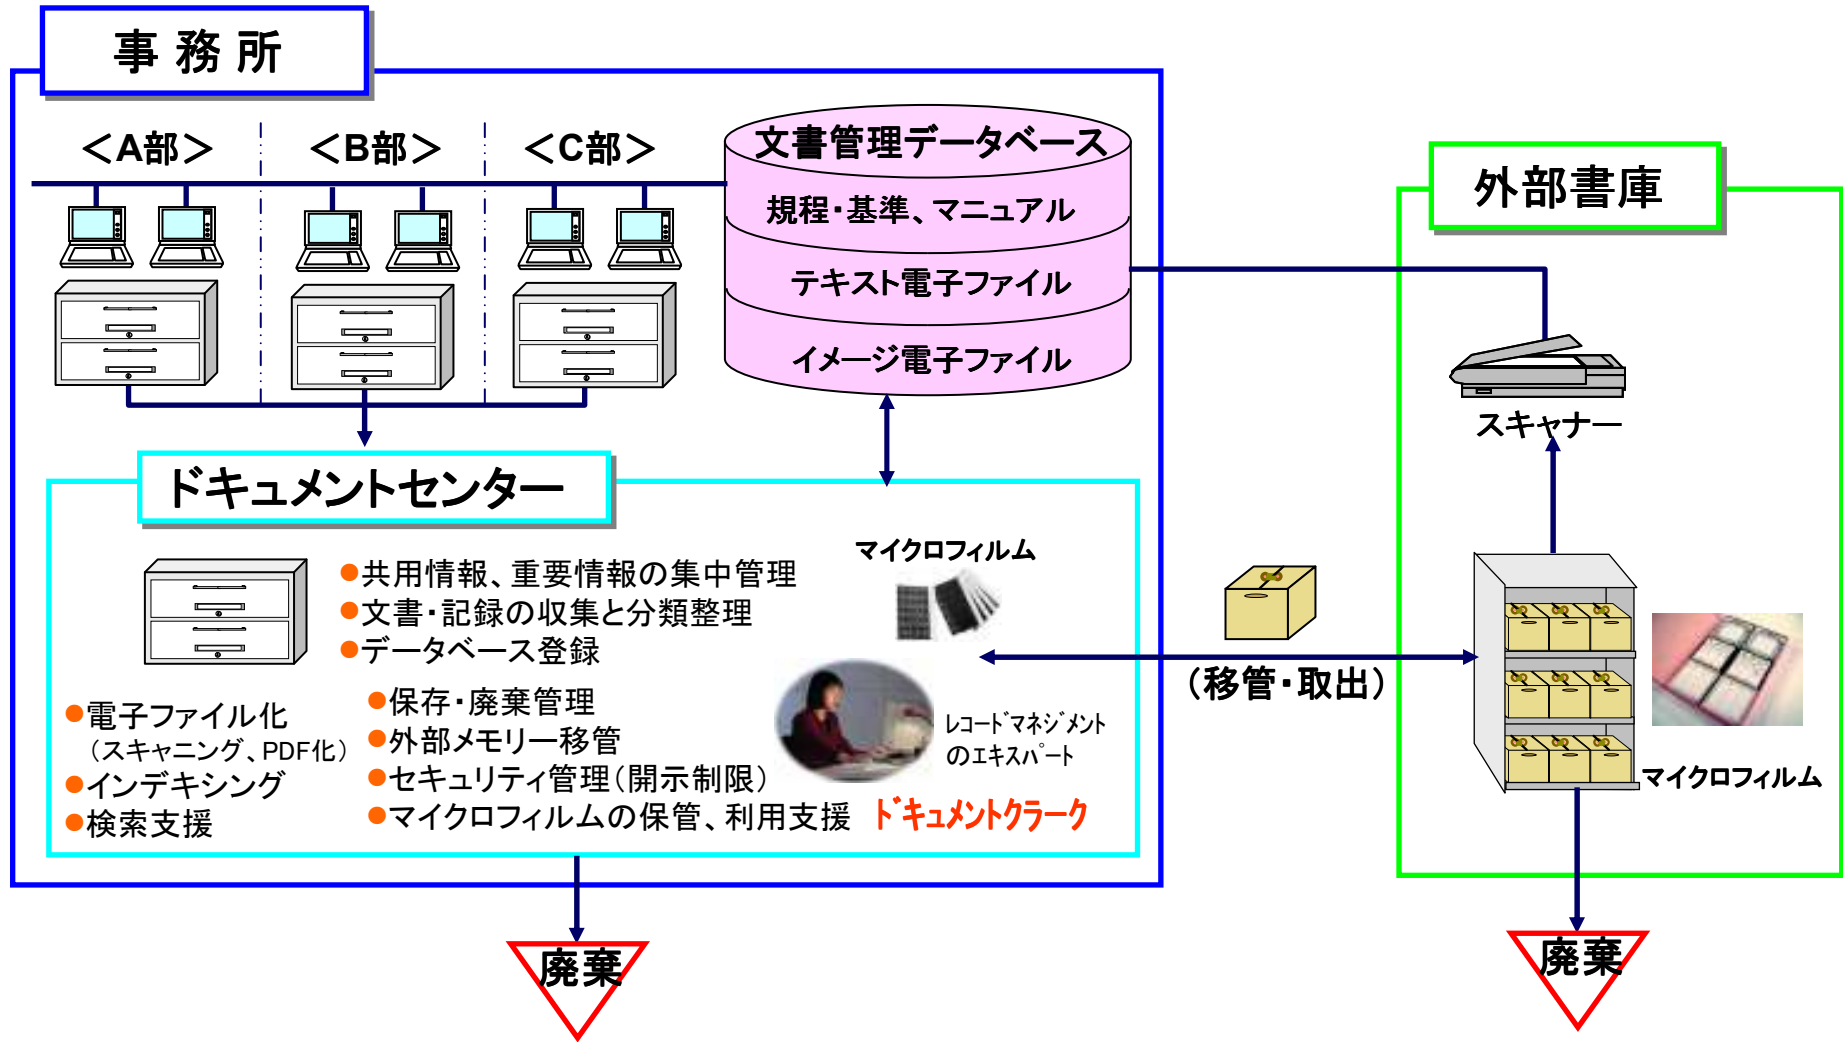 事務所
＜A部＞
＜B部＞
＜C部＞
文書管理データベース
規程・基準、マニュアル
テキスト電子ファイル
イメージ電子ファイル
外部書庫
スキャナー
ドキュメントセンター
●共用情報、重要情報の集中管理
●文書・記録の収集と分類整理
●データベース登録
●電子ファイル化
（スキャニング、PDF化）
●インデキシング
●検索支援
●保存・廃棄管理
●外部メモリー移管
●セキュリティ管理（開示制限）
●マイクロフィルムの保管、利用支援
マイクロフィルム
ﾚｺｰﾄﾞﾏﾈｼﾞﾒﾝﾄ
のｴｷｽﾊﾟｰﾄ
ﾄﾞｷｭﾒﾝﾄｸﾗｰｸ
（移管・取出）
マイクロフィルム
廃棄
廃棄